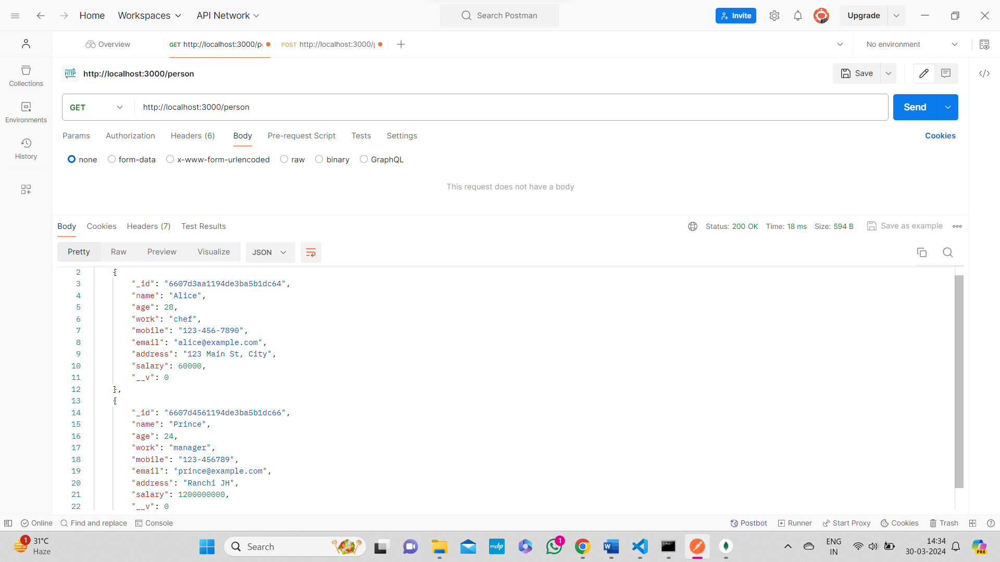 Home Workspaces API Network Search Postman Invite Upgrade
Overview GET http://localhost:3000/p POST http://localhost:3000/ No environment
HTTP http://localhost:3000/person Save
Collections
GET http://localhost:3000/person Send
Environments
Params Authorization Headers (6) Body Pre-request Script Tests Settings Cookies
History
none form-data x-www-form-urlencoded raw binary GraphQL
This request does not have a body
Body Cookies Headers (7) Test Results Status: 200 OK Time: 18 ms Size: 594 B Save as example
Pretty Raw Preview Visualize JSON
2 {
3 "_id": "6607d3aa1194de3ba5b1dc64",
4 "name": "Alice",
5 "age": 28,
6 "work": "chef",
7 "mobile": "123-456-7890",
8 "email": "alice@example.com",
9 "address": "123 Main St, City",
10 "salary": 60000,
11 "__v": 0
12 },
13 {
14 "_id": "6607d4561194de3ba5b1dc66",
15 "name": "Prince",
16 "age": 24,
17 "work": "manager",
18 "mobile": "123-456789",
19 "email": "prince@example.com",
20 "address": "Ranchi JH",
21 "salary": 1200000000,
22 "__v": 0
Online Find and replace Console Postbot Runner Start Proxy Cookies Trash
1 31°C
Haze
Search
myhp
1
ENG
IN
14:34
30-03-2024
PRE